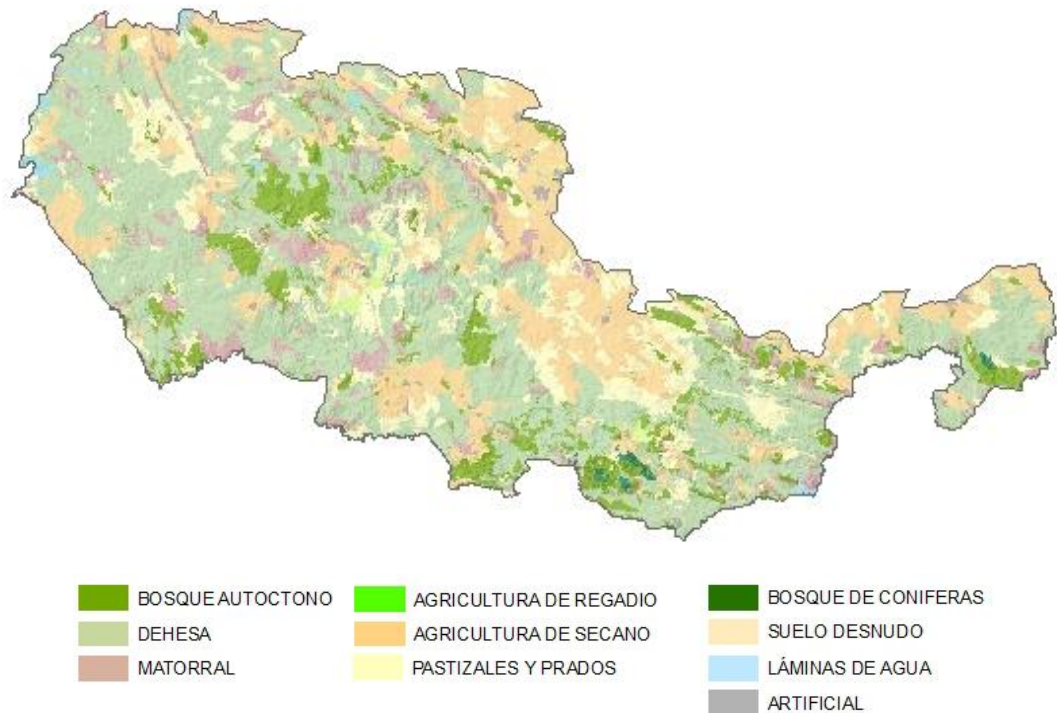 BOSQUE AUTOCTONO
DEHESA
MATORRAL
AGRICULTURA DE REGADIO
AGRICULTURA DE SECANO
PASTIZALES Y PRADOS
BOSQUE DE CONIFERAS
SUELO DESNUDO
LÁMINAS DE AGUA
ARTIFICIAL